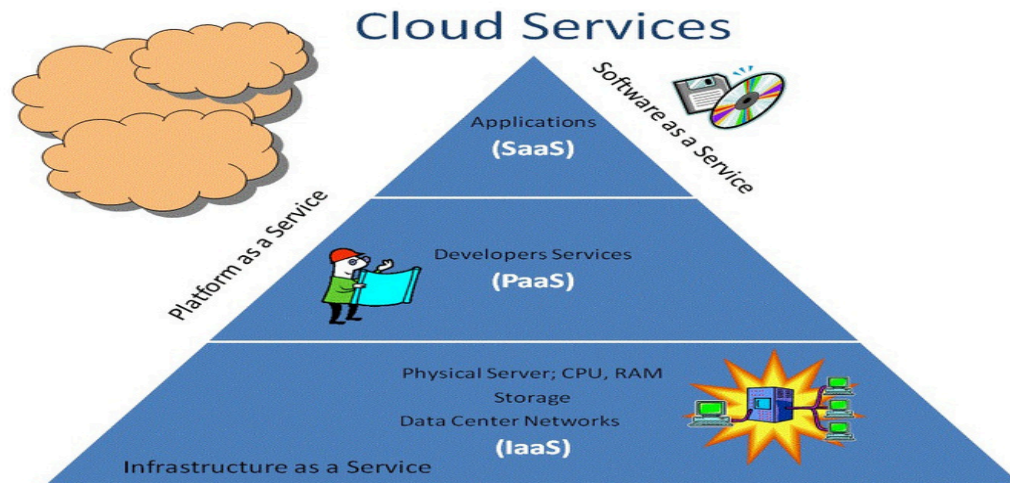 Cloud Services
Software as a Service
Applications
(SaaS)
Platform as a Service
Developers Services
(PaaS)
Physical Server; CPU, RAM
Storage
Data Center Networks
(IaaS)
Infrastructure as a Service